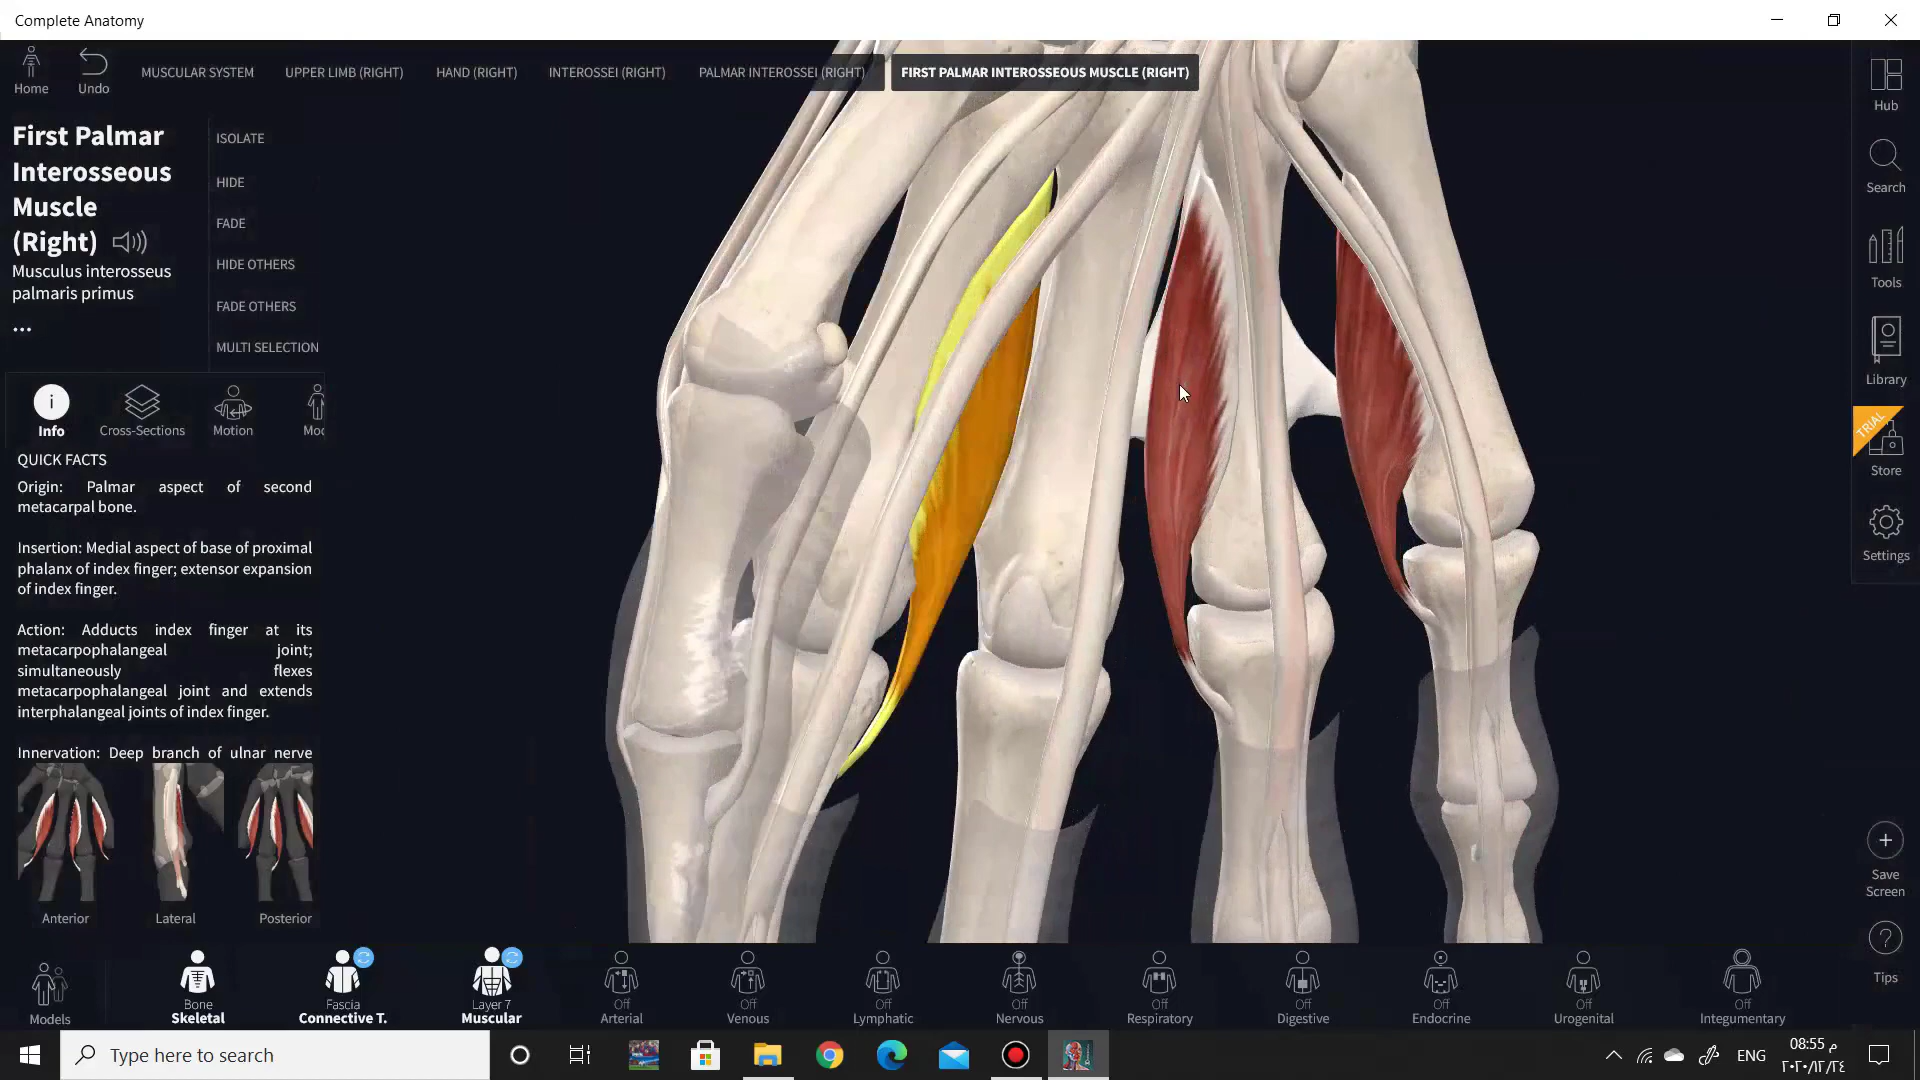 Complete Anatomy
Home
Undo
MUSCULAR SYSTEM
UPPER LIMB (RIGHT)
HAND (RIGHT)
INTEROSSEI (RIGHT)
PALMAR INTEROSSEI (RIGHT)
FIRST PALMAR INTEROSSEOUS MUSCLE (RIGHT)
First Palmar
Interosseous
Muscle
(Right)
Musculus interosseus
palmaris primus
...
ISOLATE
HIDE
FADE
HIDE OTHERS
FADE OTHERS
MULTI SELECTION
Info
Cross-Sections
Motion
Moc
QUICK FACTS
Origin: Palmar aspect of second
metacarpal bone.
Insertion: Medial aspect of base of proximal
phalanx of index finger; extensor expansion
of index finger.
Action: Adducts index finger at its
metacarpophalangeal joint;
simultaneously flexes
metacarpophalangeal joint and extends
interphalangeal joints of index finger.
Innervation: Deep branch of ulnar nerve
Anterior
Lateral
Posterior
Hub
Search
Tools
Library
TRIAL
Store
Settings
Save
Screen
Tips
Models
Bone
Skeletal
Fascia
Connective T.
Layer 7
Muscular
Off
Arterial
Off
Venous
Off
Lymphatic
Off
Nervous
Off
Respiratory
Off
Digestive
Off
Endocrine
Off
Urogenital
Off
Integumentary
Type here to search
ENG
08:55 م
٢٠٢٠/١٢/٢٤